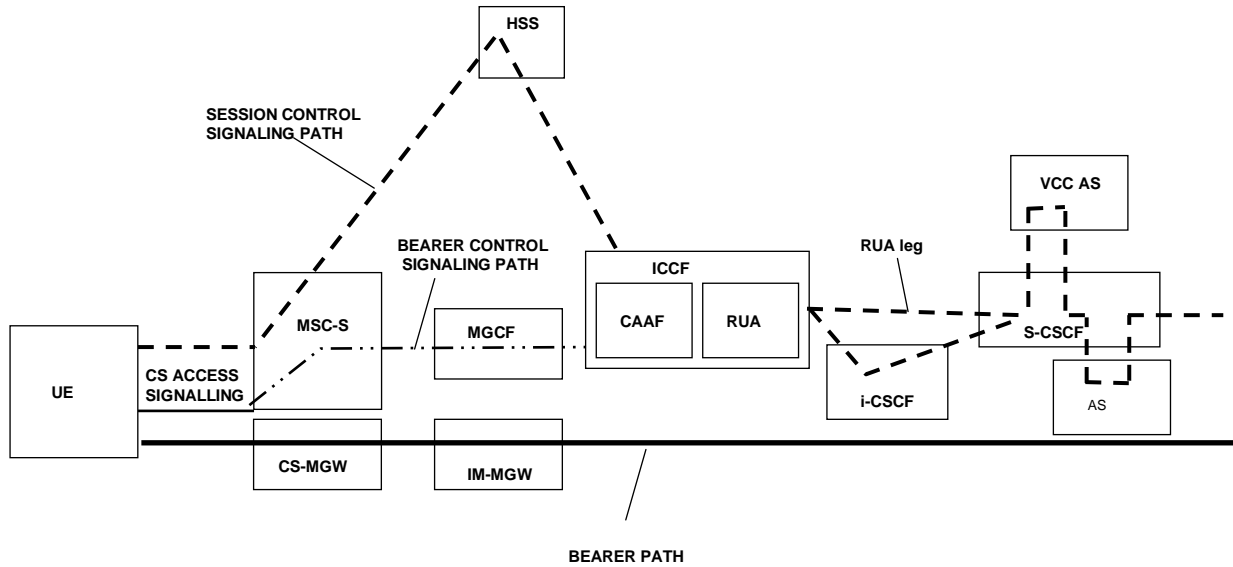 HSS
SESSION CONTROL
SIGNALING PATH
VCC AS
BEARER CONTROL
SIGNALING PATH
RUA leg
ICCF
MSC-S
MGCF
CAAF
RUA
S-CSCF
UE
CS ACCESS
SIGNALLING
i-CSCF
AS
CS-MGW
IM-MGW
BEARER PATH